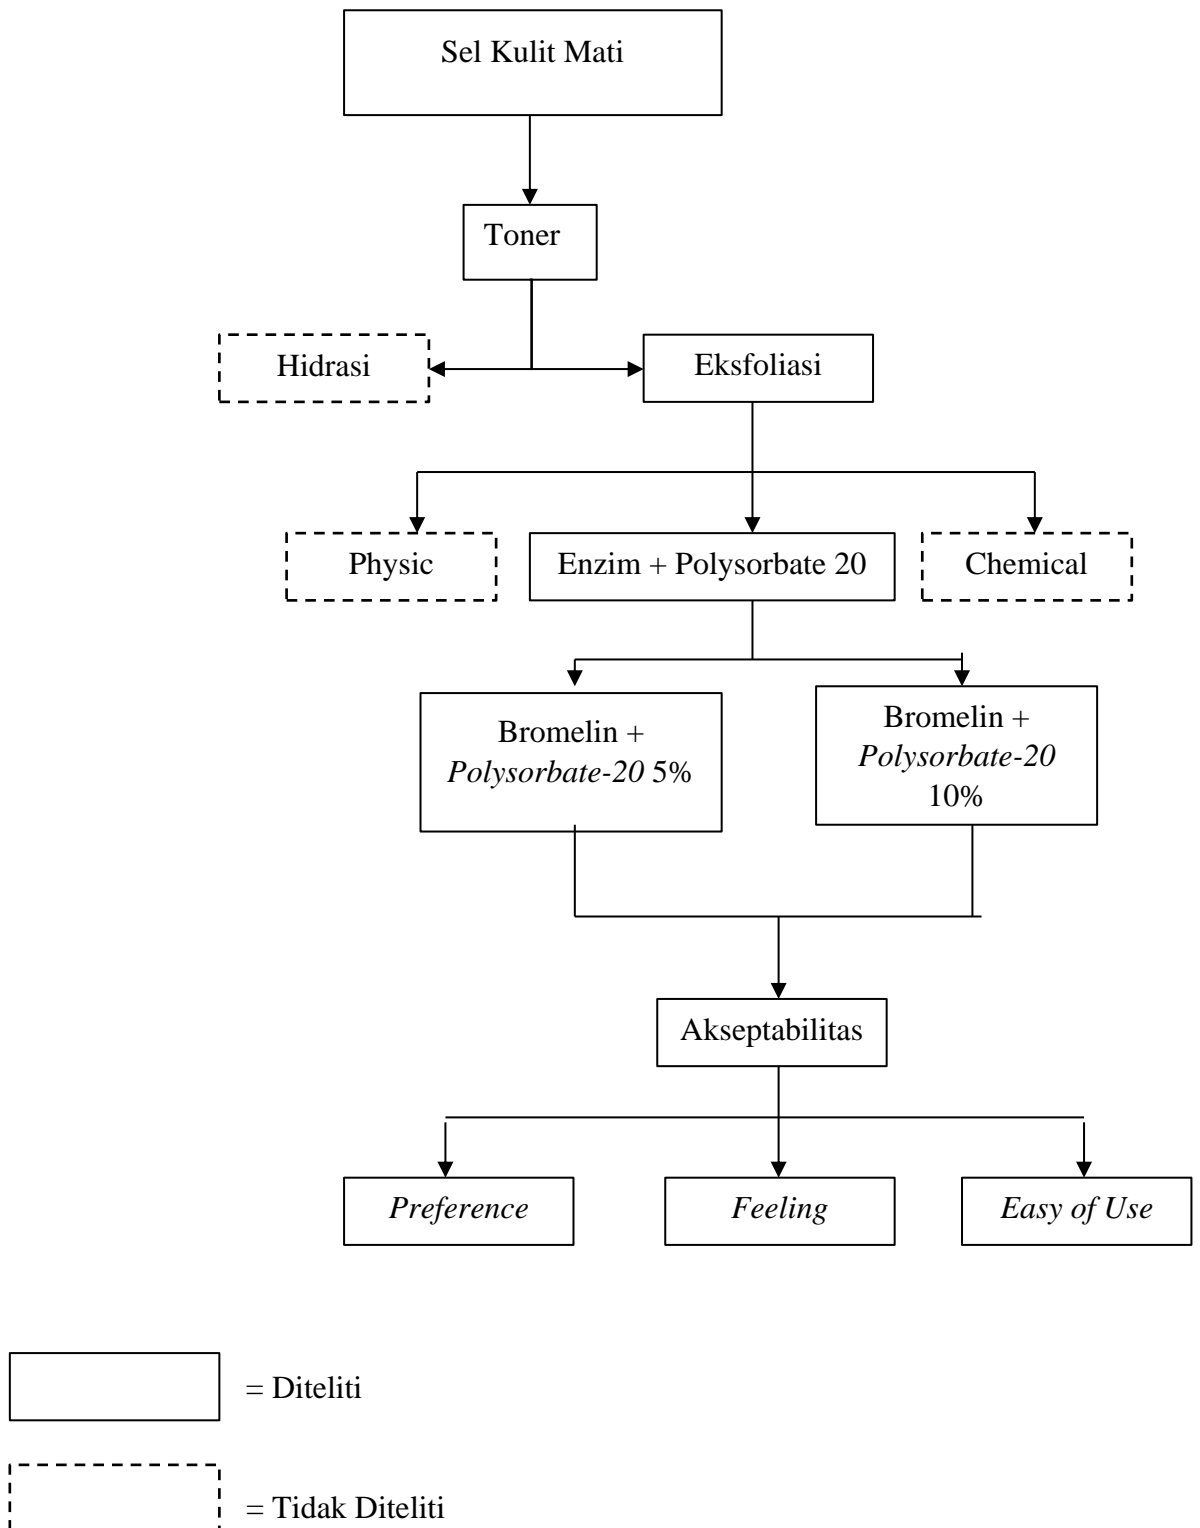 Sel Kulit Mati
Toner
Hidrasi
Eksfoliasi
Physic
Enzim + Polysorbate 20
Chemical
Bromelin +
Polysorbate-20 5%
Bromelin +
Polysorbate-20
10%
Akseptabilitas
Preference
Feeling
Easy of Use
= Diteliti
= Tidak Diteliti